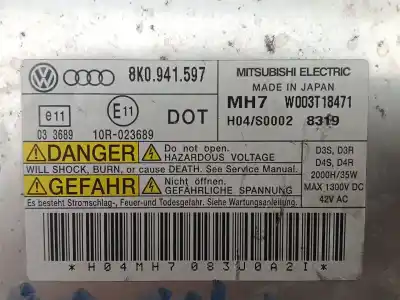 8K0.941.597
MITSUBISHI ELECTRIC
MADE IN JAPAN
MH7 W003T18471
H04/S0002 8319
e11
E11
DOT
03 3689
10R-023689
DANGER
Do not open.
HAZARDOUS VOLTAGE
WILL SHOCK, BURN, or cause DEATH. See Service Manual.
GEFAHR
Nicht öffnen.
GEFÄHRLICHE SPANNUNG
Es besteht Stromschlag-, Feuer-und Todesgefahr. Siehe Wartungsanleitung.
D3S, D3R
D4S, D4R
2000H/35W
MAX 1300V DC
42V AC
*H04MH7083J0A2I*